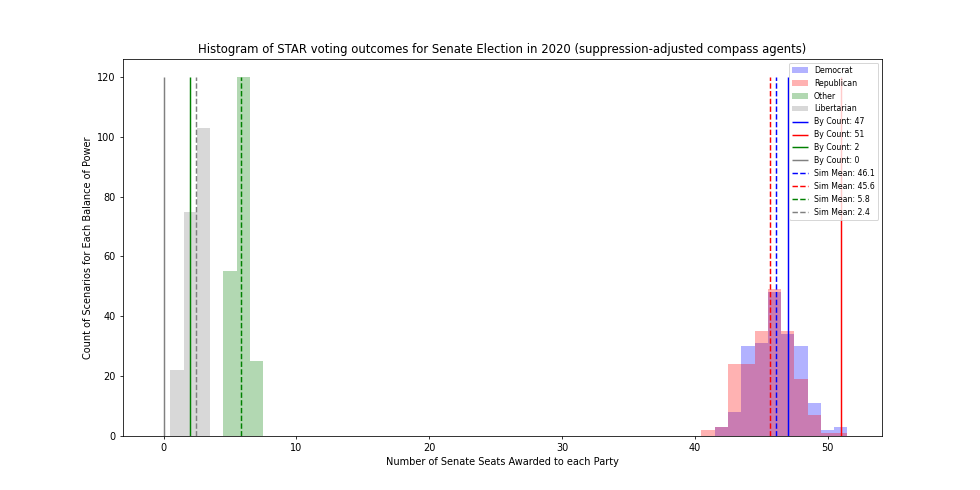 Histogram of STAR voting outcomes for Senate Election in 2020 (suppression-adjusted compass agents)
Count of Scenarios for Each Balance of Power
120
100
80
60
40
20
0
Democrat
Republican
Other
Libertarian
By Count: 47
By Count: 51
By Count: 2
By Count: 0
Sim Mean: 46.1
Sim Mean: 45.6
Sim Mean: 5.8
Sim Mean: 2.4
0 10 20 30 40 50
Number of Senate Seats Awarded to each Party